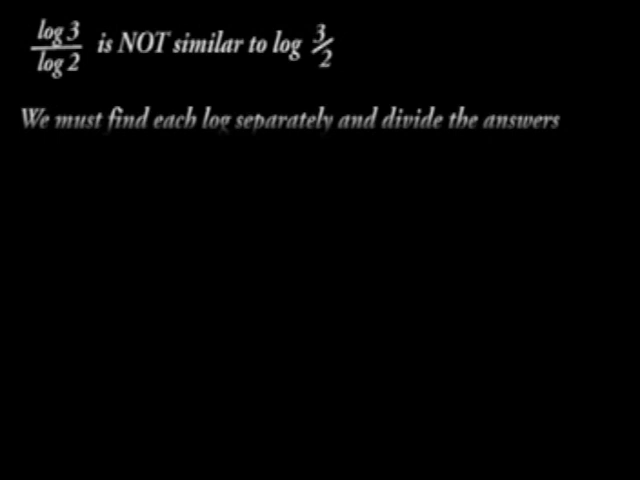 log 3 / log 2 is NOT similar to log 3/2
We must find each log separately and divide the answers